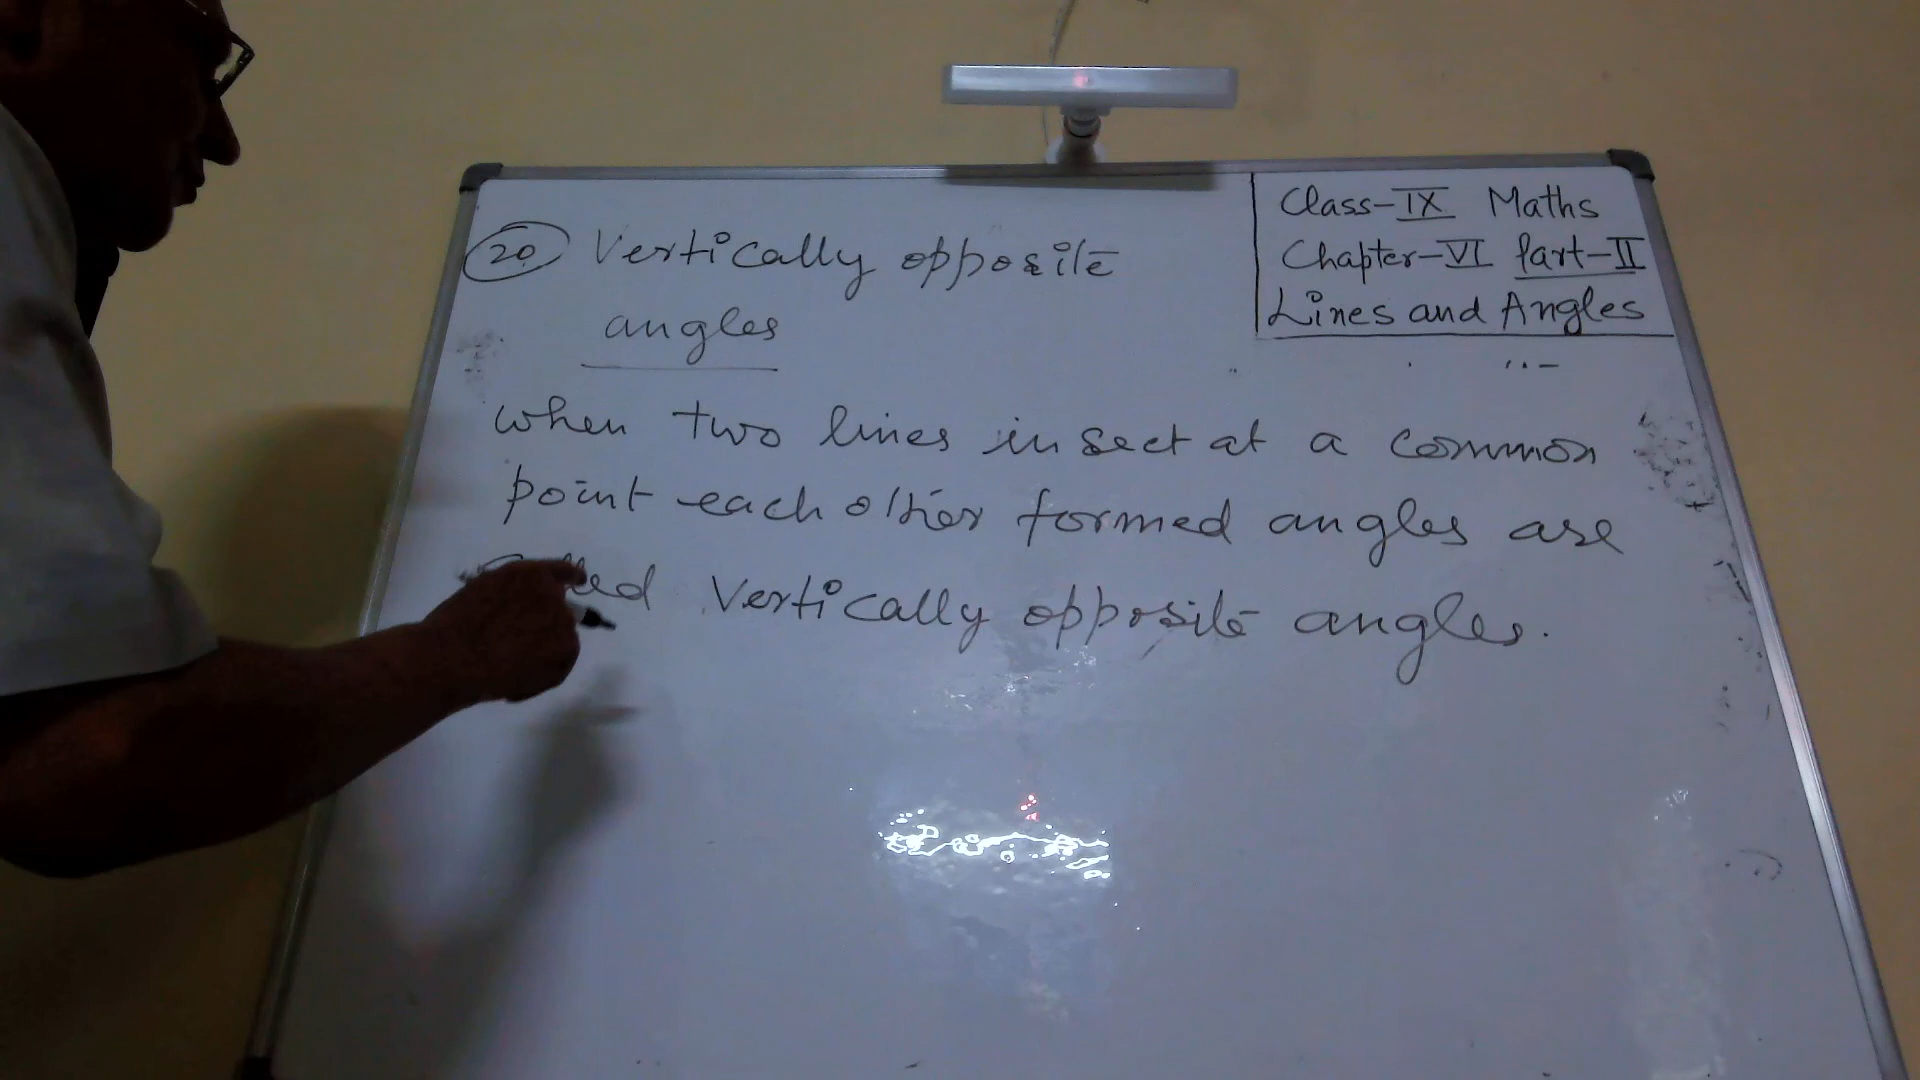 20 Vertically opposite
angles
Class-IX Maths
Chapter-VI Part-II
Lines and Angles
when two lines insect at a common
point each other formed angles are
called Vertically opposite angles.